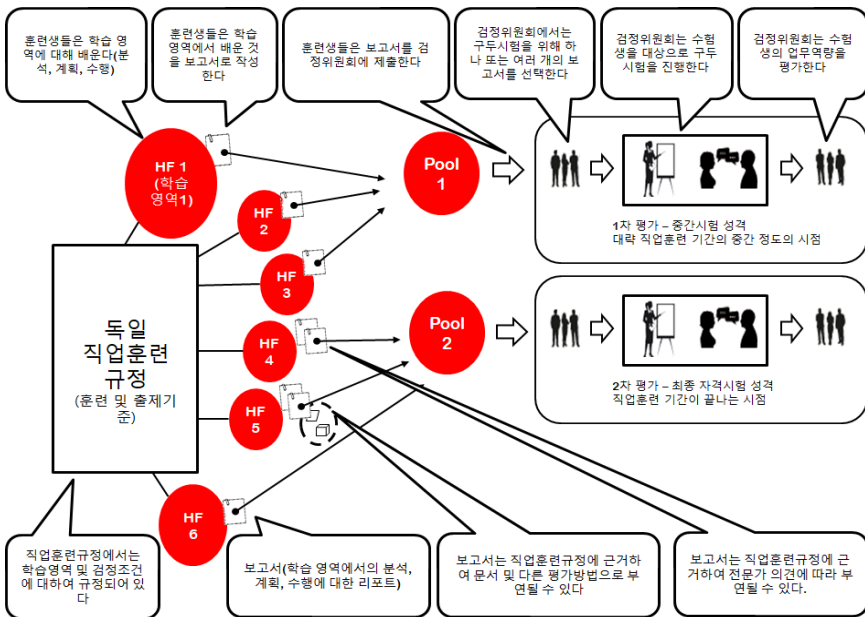 훈련생들은 학습 영
역에 대해 배운다(분
석, 계획, 수행)
훈련생들은 학습
영역에서 배운 것
을 보고서로 작성
한다
훈련생들은 보고서를 검
정위원회에 제출한다
검정위원회에서는
구두시험을 위해 하
나 또는 여러 개의 보
고서를 선택한다
검정위원회는 수험
생을 대상으로 구두
시험을 진행한다
검정위원회는 수험
생의 업무역량을
평가한다
HF 1
(학습
영역1)
HF
2
HF
3
HF
4
HF
5
HF
6
Pool
1
Pool
2
1차 평가 – 중간시험 성격
대략 직업훈련 기간의 중간 정도의 시점
2차 평가 – 최종 자격시험 성격
직업훈련 기간이 끝나는 시점
독일
직업훈련
규정
(훈련 및 출제기
준)
직업훈련규정에서는
학습영역 및 검정조건
에 대하여 규정되어 있
다
보고서(학습 영역에서의 분석,
계획, 수행에 대한 리포트)
보고서는 직업훈련규정에 근거하
여 문서 및 다른 평가방법으로 부
연될 수 있다
보고서는 직업훈련규정에 근
거하여 전문가 의견에 따라 부
연될 수 있다.